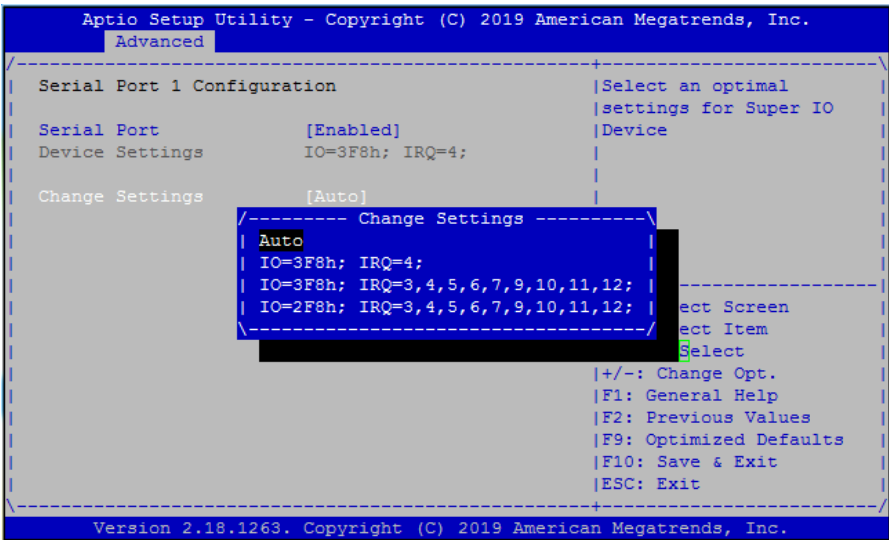 Aptio Setup Utility - Copyright (C) 2019 American Megatrends, Inc.
Advanced
Serial Port 1 Configuration
Serial Port [Enabled]
Device Settings IO=3F8h; IRQ=4;
Change Settings [Auto]
Change Settings
Auto
IO=3F8h; IRQ=4;
IO=3F8h; IRQ=3,4,5,6,7,9,10,11,12;
IO=2F8h; IRQ=3,4,5,6,7,9,10,11,12;
Select an optimal
settings for Super IO
Device
ect Screen
ect Item
Select
+/-: Change Opt.
F1: General Help
F2: Previous Values
F9: Optimized Defaults
F10: Save & Exit
ESC: Exit
Version 2.18.1263. Copyright (C) 2019 American Megatrends, Inc.